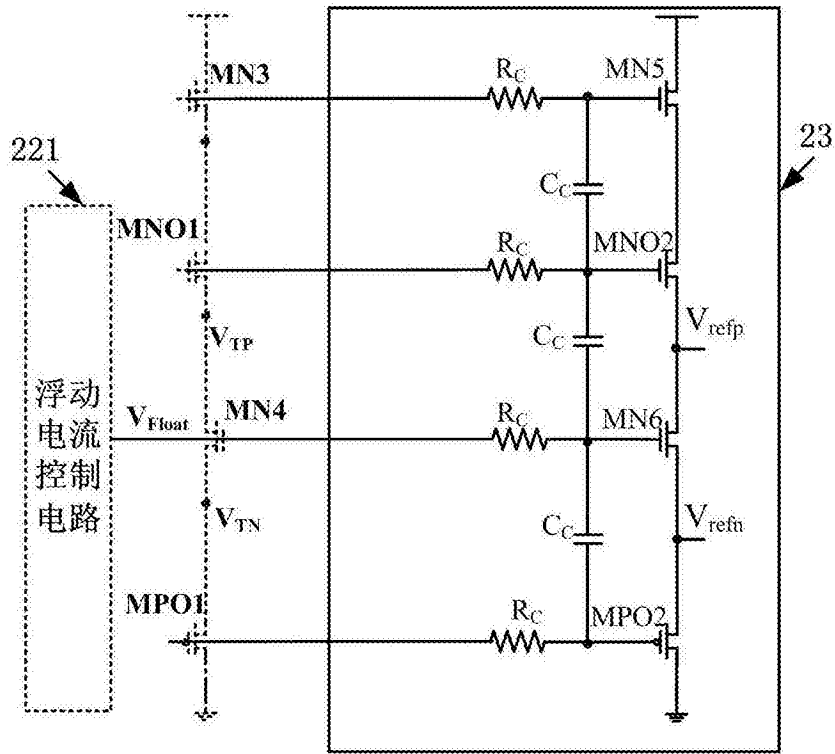 MN3
R_C
MN5
221
23
C_C
MNO1
R_C
MNO2
V_TP
C_C
V_refp
浮动
电流
控制
电路
V_Float
MN4
R_C
MN6
V_TN
C_C
V_refn
MPO1
R_C
MPO2